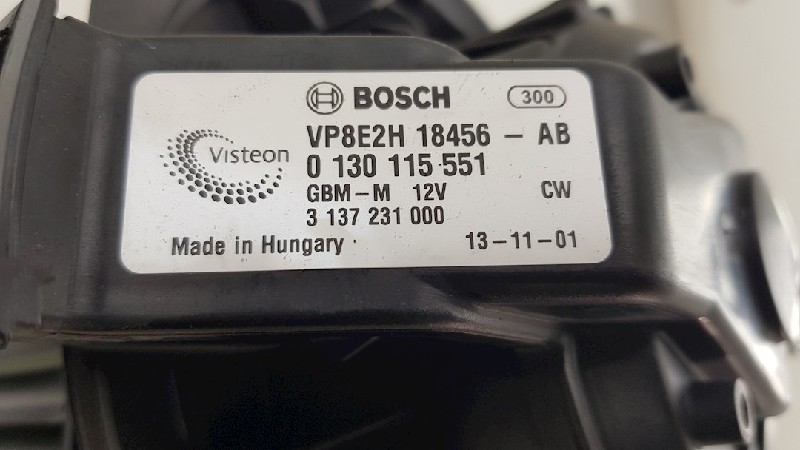 BOSCH 300
Visteon
VP8E2H 18456 - AB
0 130 115 551
GBM-M 12V CW
3 137 231 000
Made in Hungary · 13-11-01